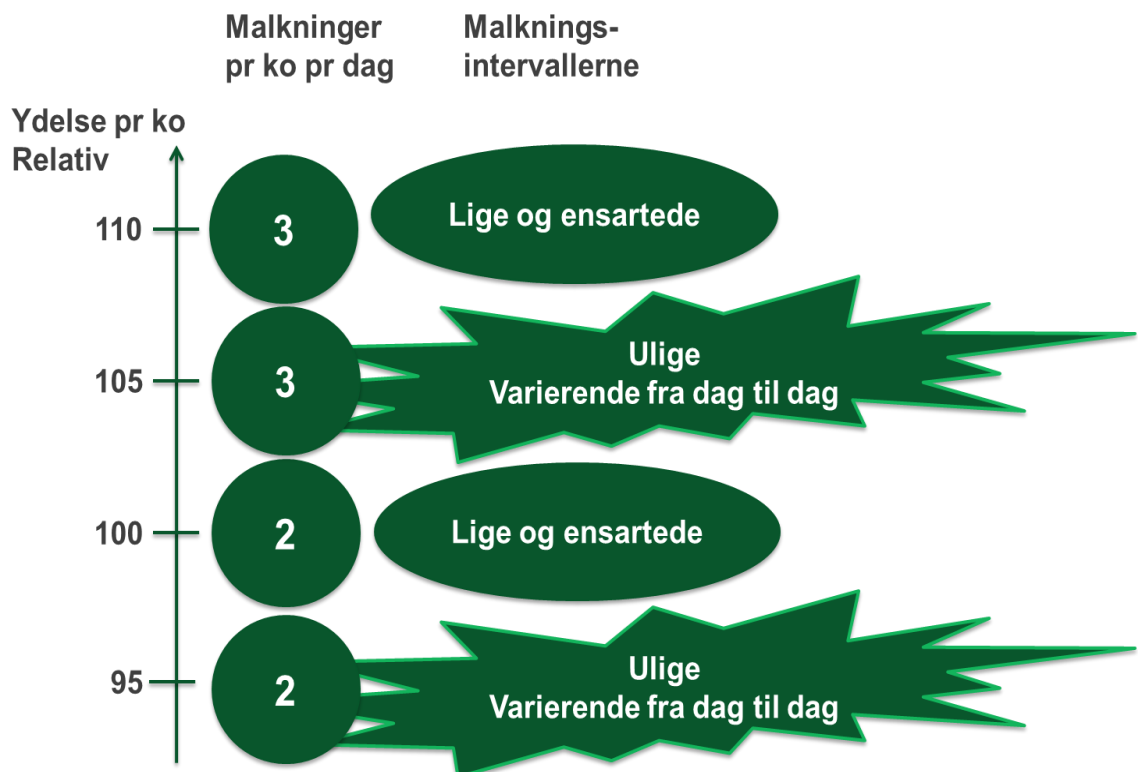 Malkninger
pr ko pr dag
Malknings-
intervallerne
Ydelse pr ko
Relativ
110
3
Lige og ensartede
105
3
Ulige
Varierende fra dag til dag
100
2
Lige og ensartede
95
2
Ulige
Varierende fra dag til dag